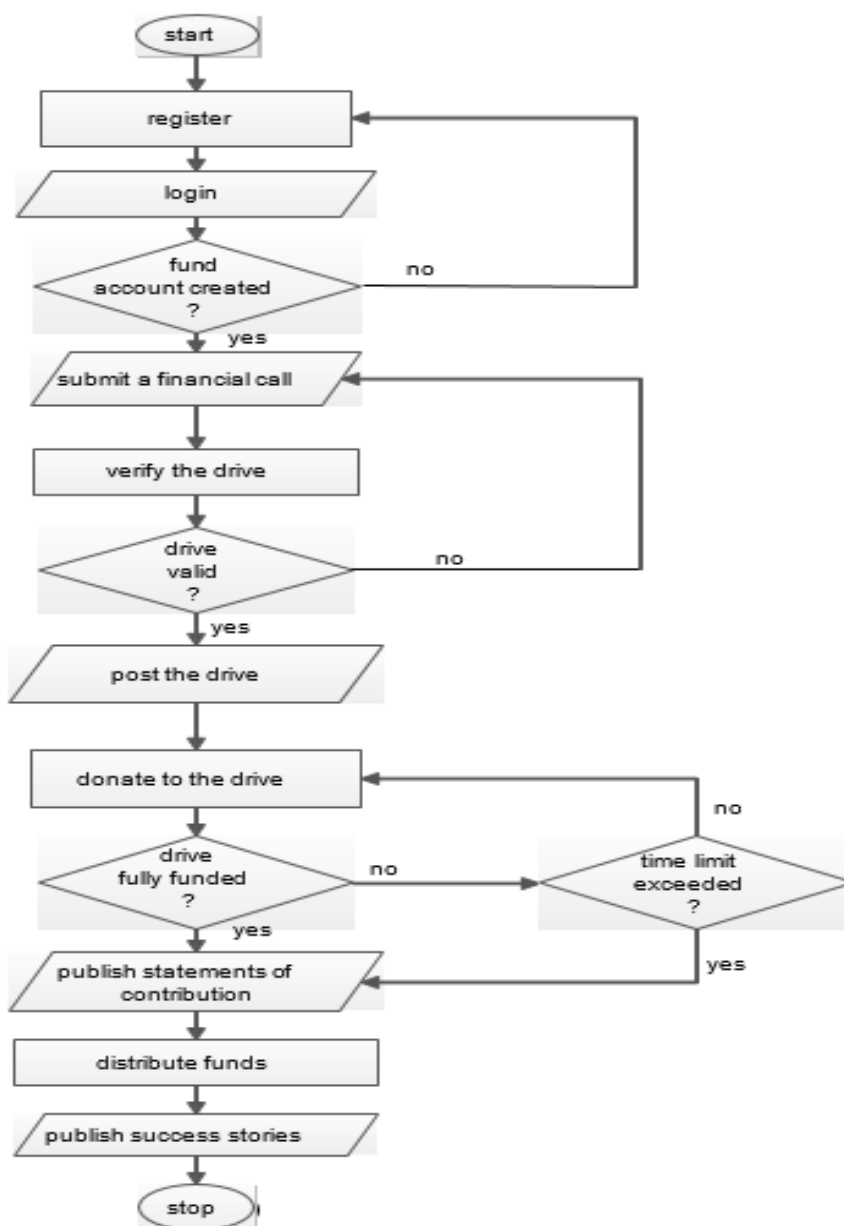 start
register
login
fund
account created
?
no
yes
submit a financial call
verify the drive
drive
valid
?
no
yes
post the drive
donate to the drive
no
drive
fully funded
?
no
time limit
exceeded
?
yes
yes
publish statements of
contribution
distribute funds
publish success stories
stop